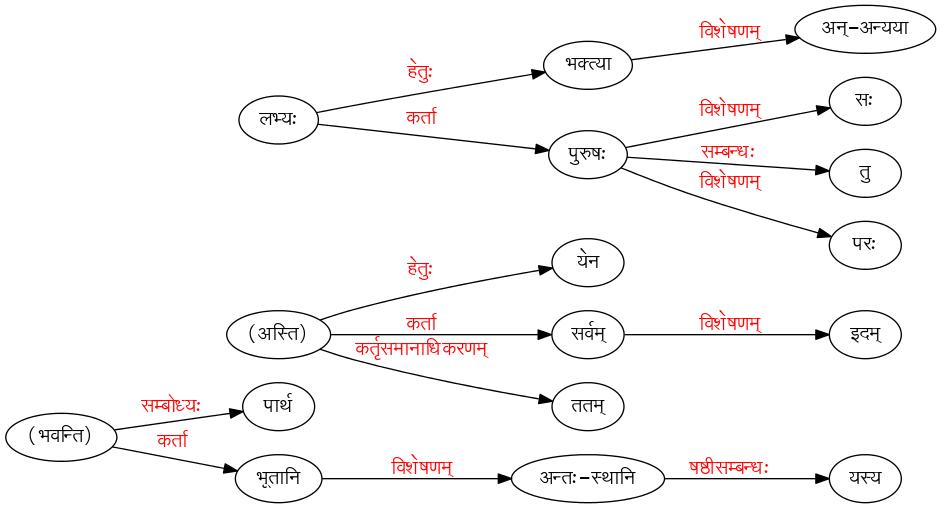 विशेषणम् अन्-अन्यया
हेतुः भक्त्या
विशेषणम् सः
लभ्यः कर्ता
पुरुषः सम्बन्धः तु
विशेषणम्
परः
हेतुः येन
(अस्ति) कर्ता सर्वम् विशेषणम् इदम्
कर्तृसमानाधिकरणम्
सम्बोध्यः पार्थ ततम्
(भवन्ति) कर्ता
भूतानि विशेषणम् अन्तः-स्थानि षष्ठीसम्बन्धः यस्य